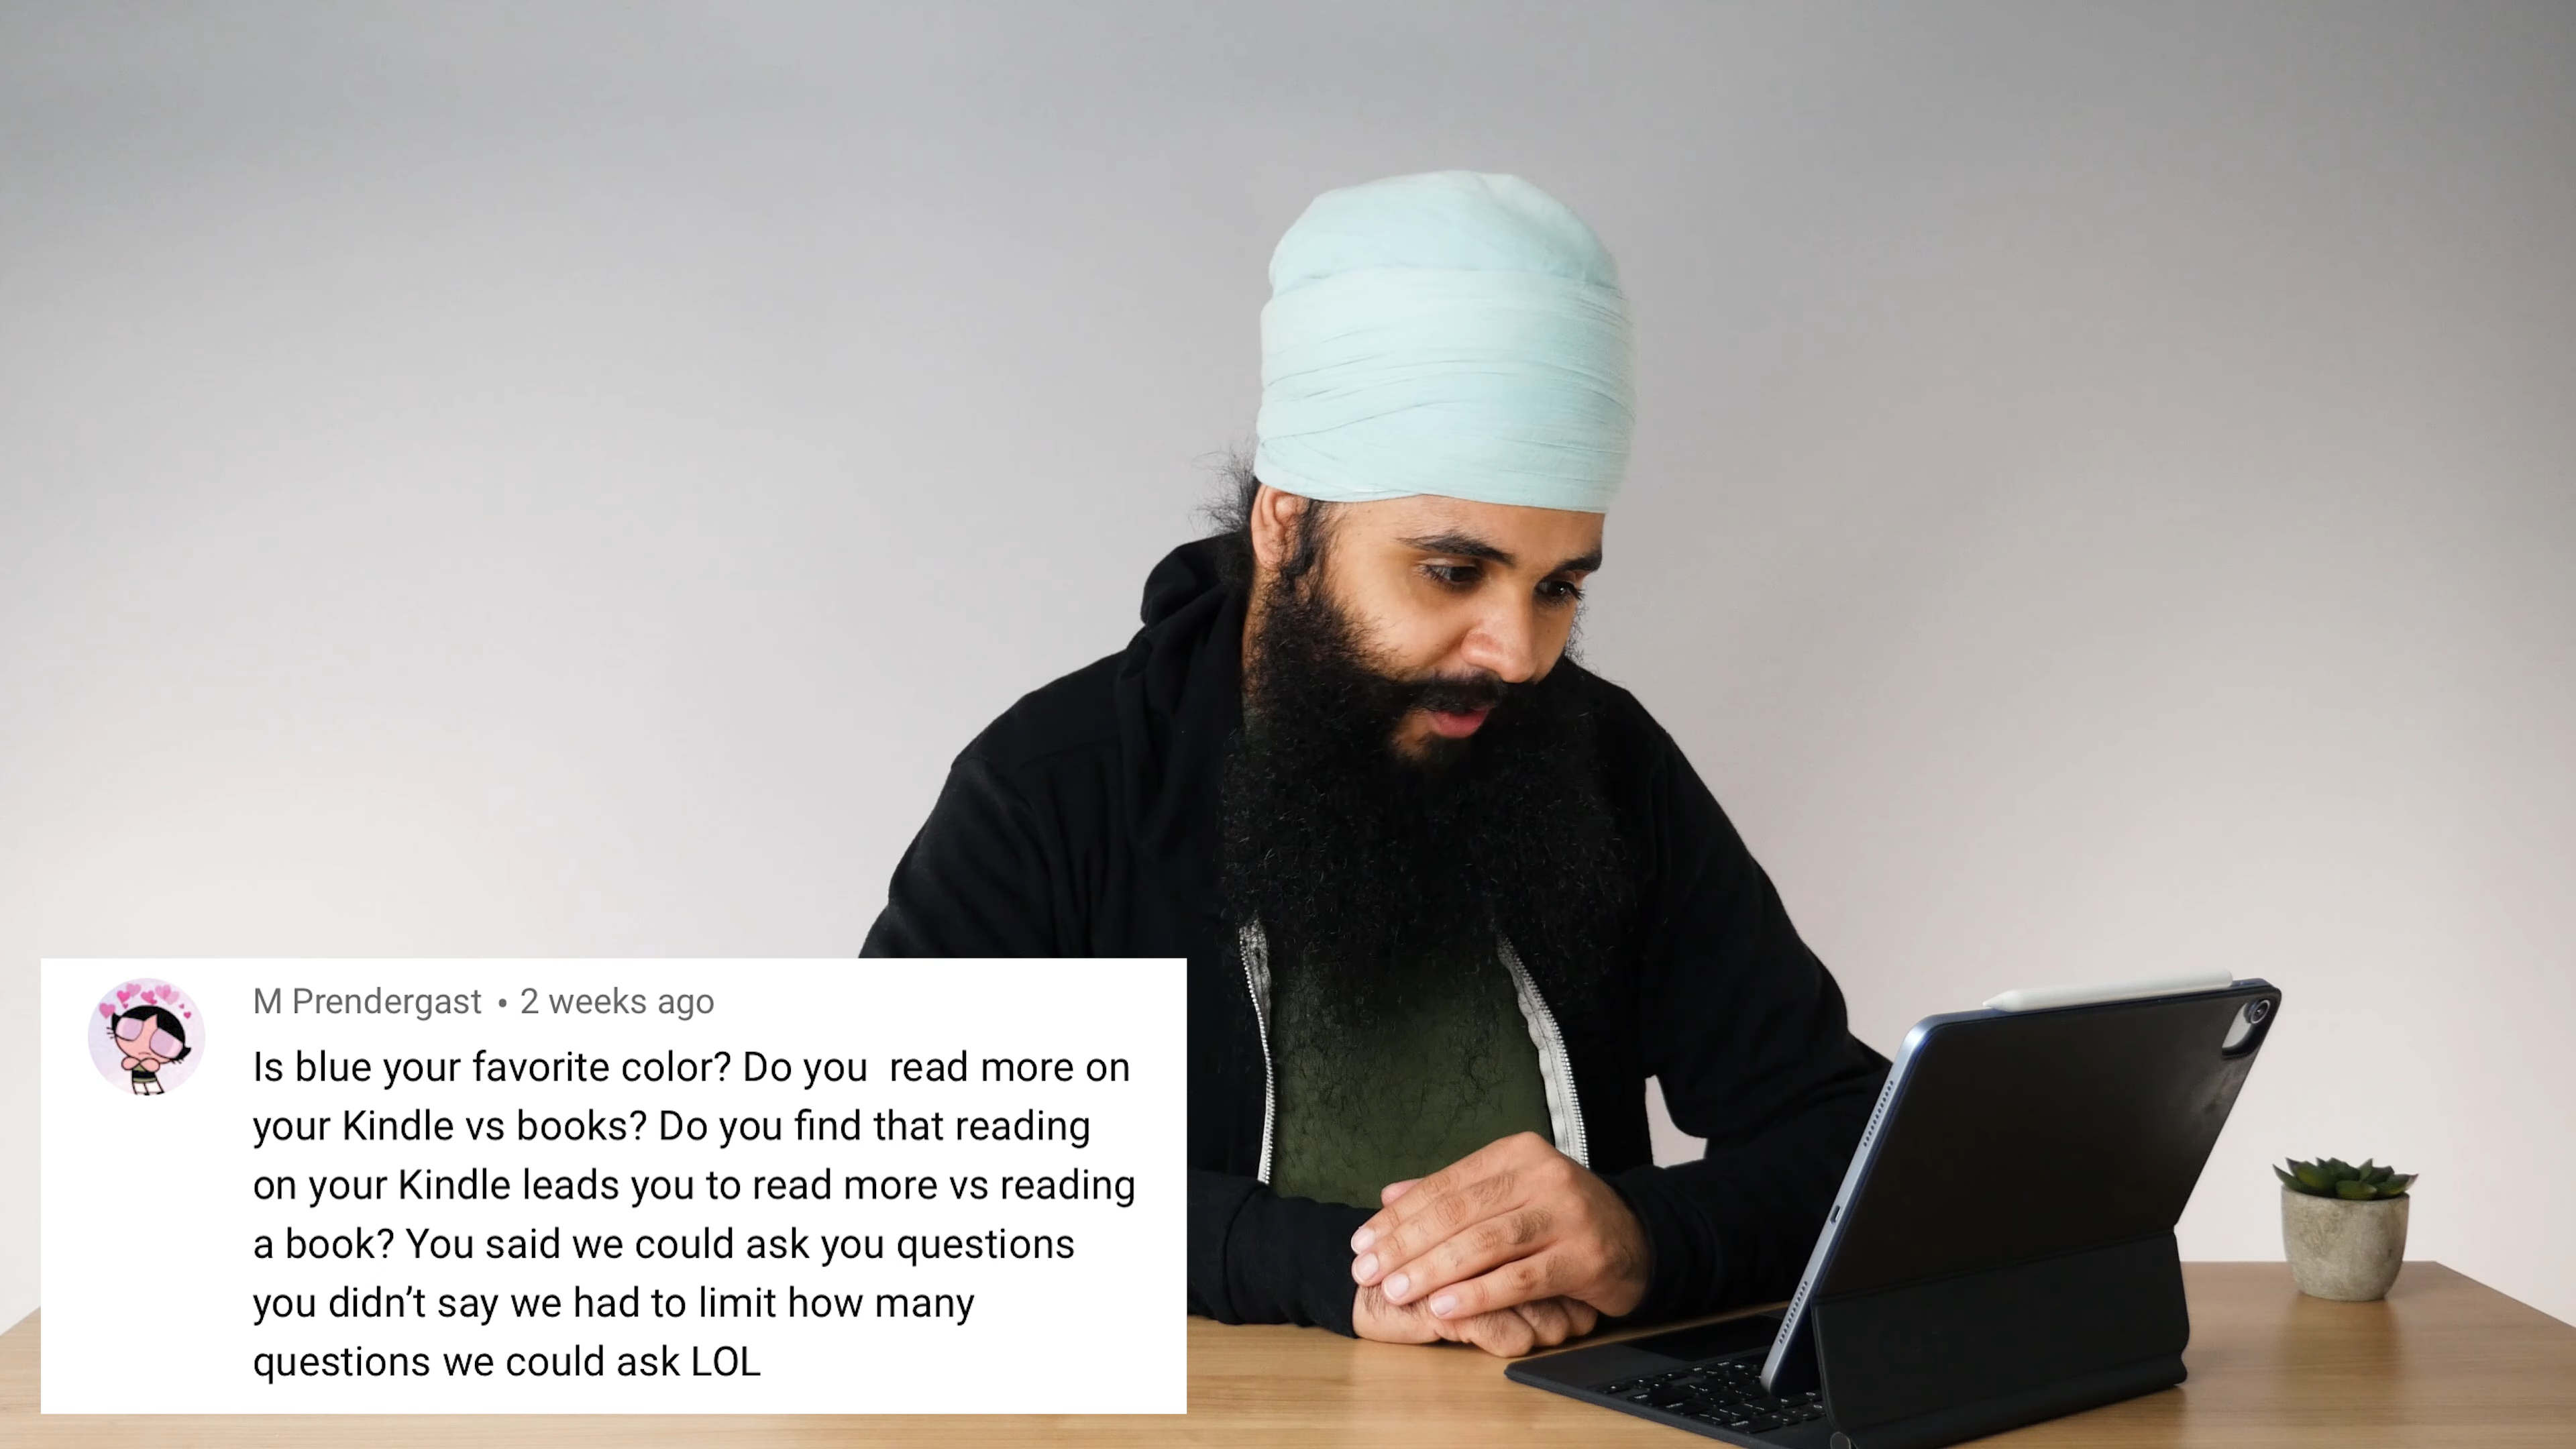 M Prendergast • 2 weeks ago
Is blue your favorite color? Do you  read more on
your Kindle vs books? Do you find that reading
on your Kindle leads you to read more vs reading
a book? You said we could ask you questions
you didn’t say we had to limit how many
questions we could ask LOL